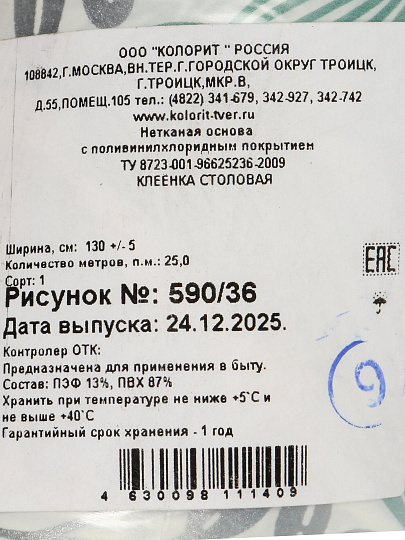 ООО "КОЛОРИТ " РОССИЯ
108842,Г.МОСКВА,ВН.ТЕР.Г.ГОРОДСКОЙ ОКРУГ ТРОИЦК,
Г.ТРОИЦК,МКР.В,
Д.55,ПОМЕЩ.105 тел.: (4822) 341-679, 342-927, 342-742
www.kolorit-tver.ru
Нетканая основа
с поливинилхлоридным покрытием
ТУ 8723-001-96625236-2009
КЛЕЕНКА СТОЛОВАЯ
Ширина, см: 130 +/- 5
Количество метров, п.м.: 25,0
Сорт: 1
EAC
Рисунок №: 590/36
Дата выпуска: 24.12.2025.
Контролер ОТК:
Предназначена для применения в быту.
Состав: ПЭФ 13%, ПВХ 87%
Хранить при температуре не ниже +5°С и
не выше +40°С
Гарантийный срок хранения - 1 год
9
4 630098 111409